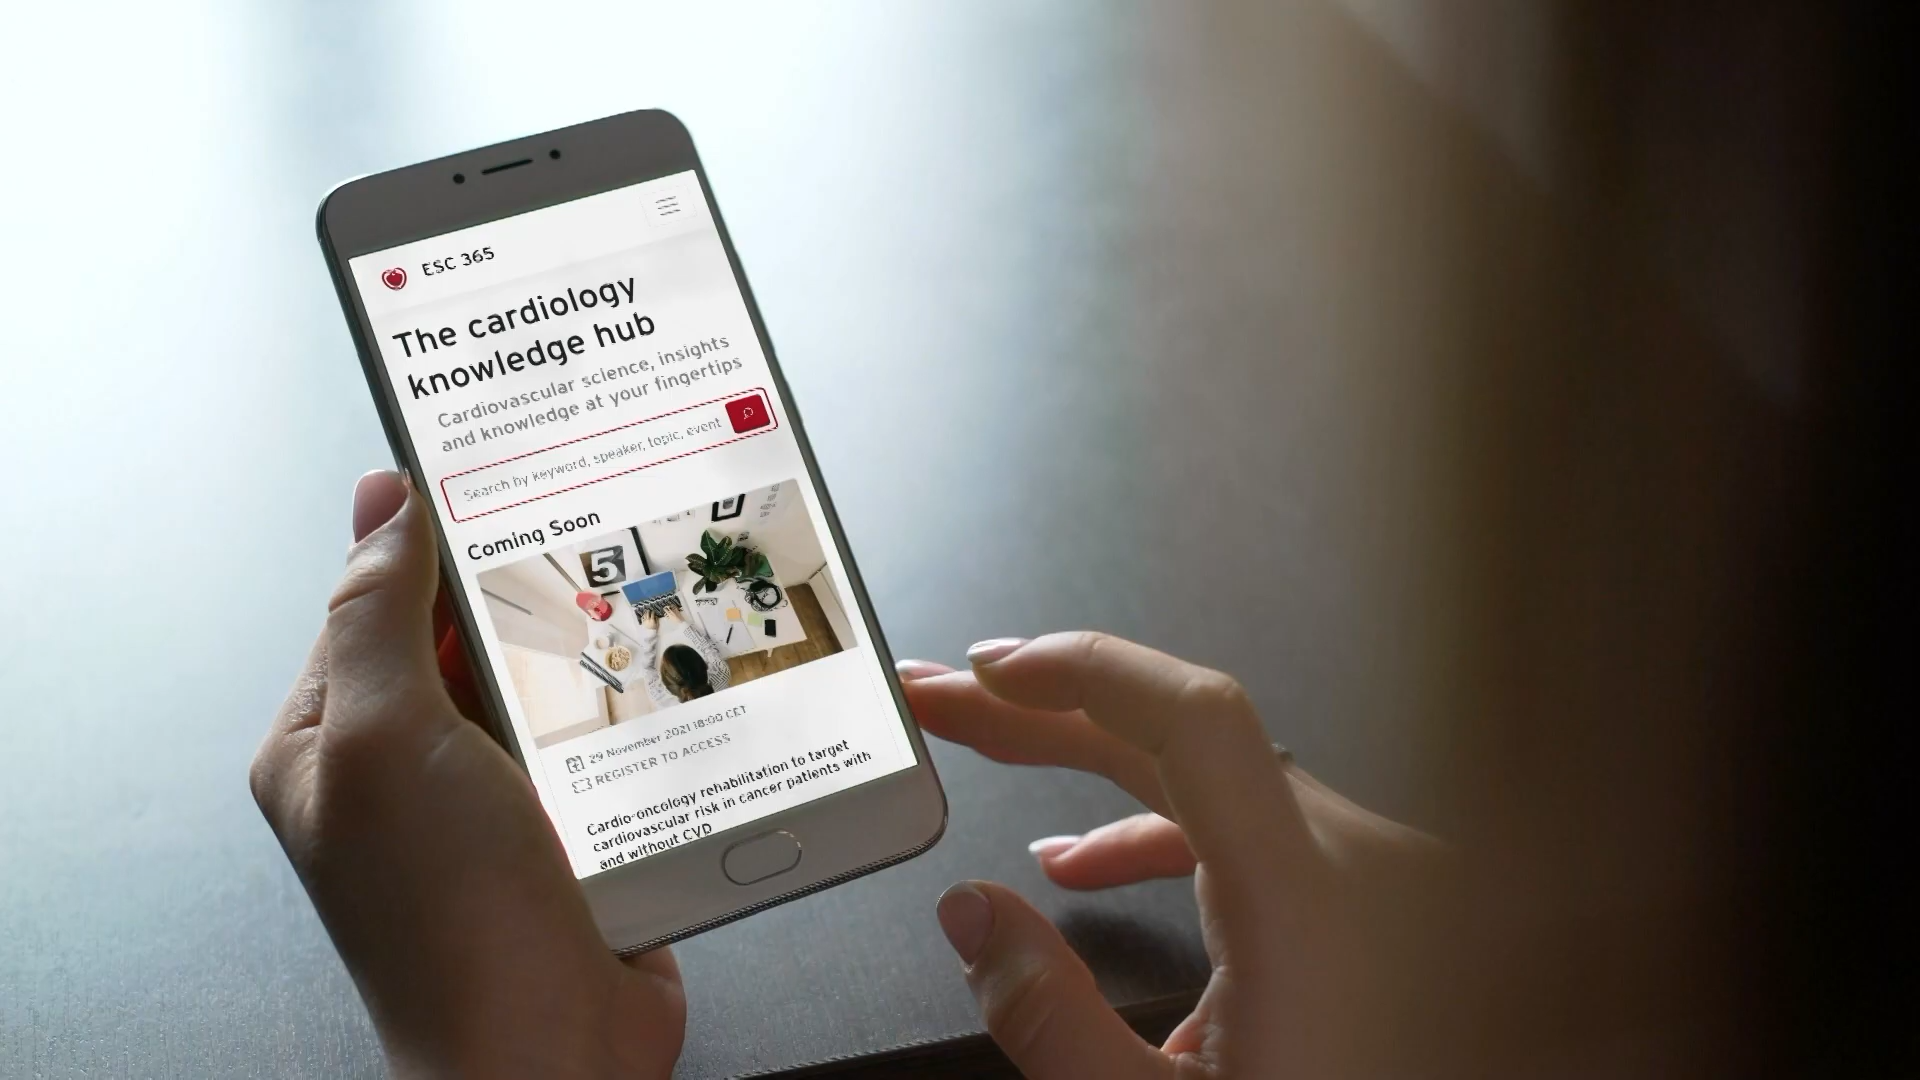 ESC 365
The cardiology
knowledge hub
Cardiovascular science, insights
and knowledge at your fingertips
Search by keyword, speaker, topic, event
Coming Soon
5
29 November 2021 18:00 CET
REGISTER TO ACCESS
Cardio-oncology rehabilitation to target
cardiovascular risk in cancer patients with
and without CVD